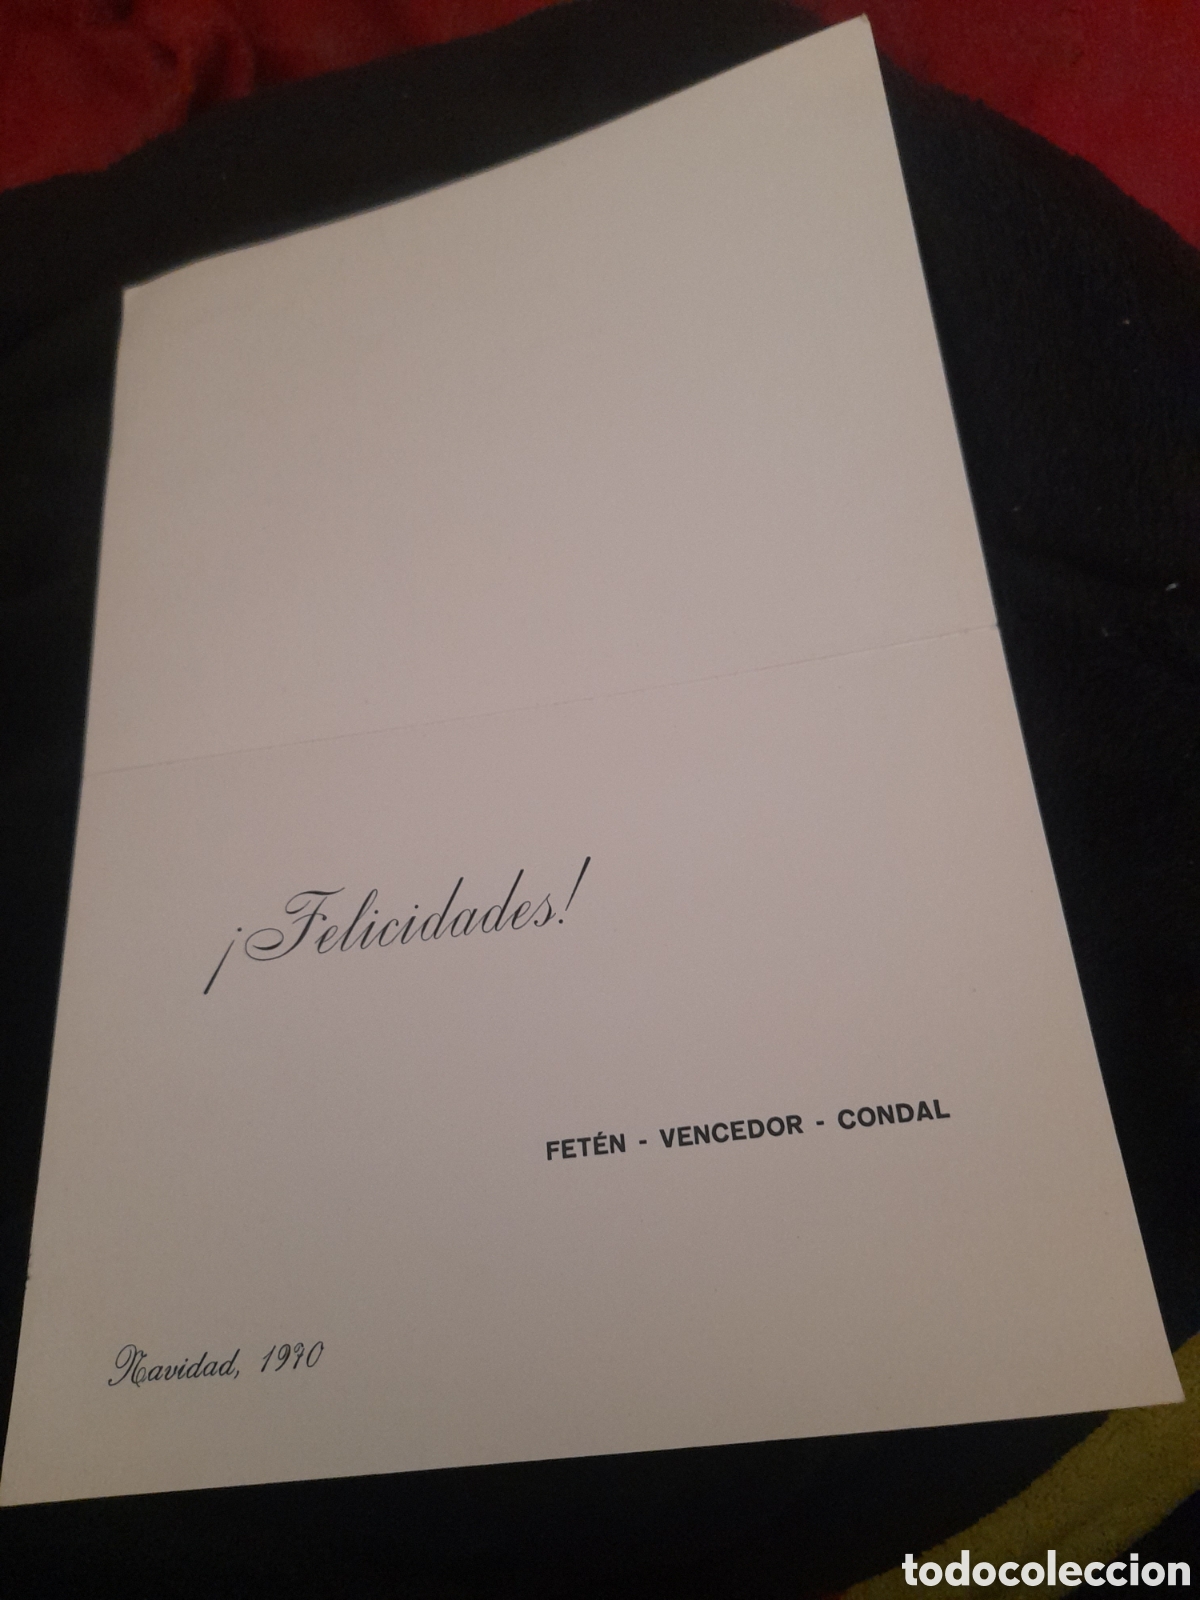 ¡Felicidades!
FETÉN - VENCEDOR - CONDAL
Navidad, 1970
todocoleccion